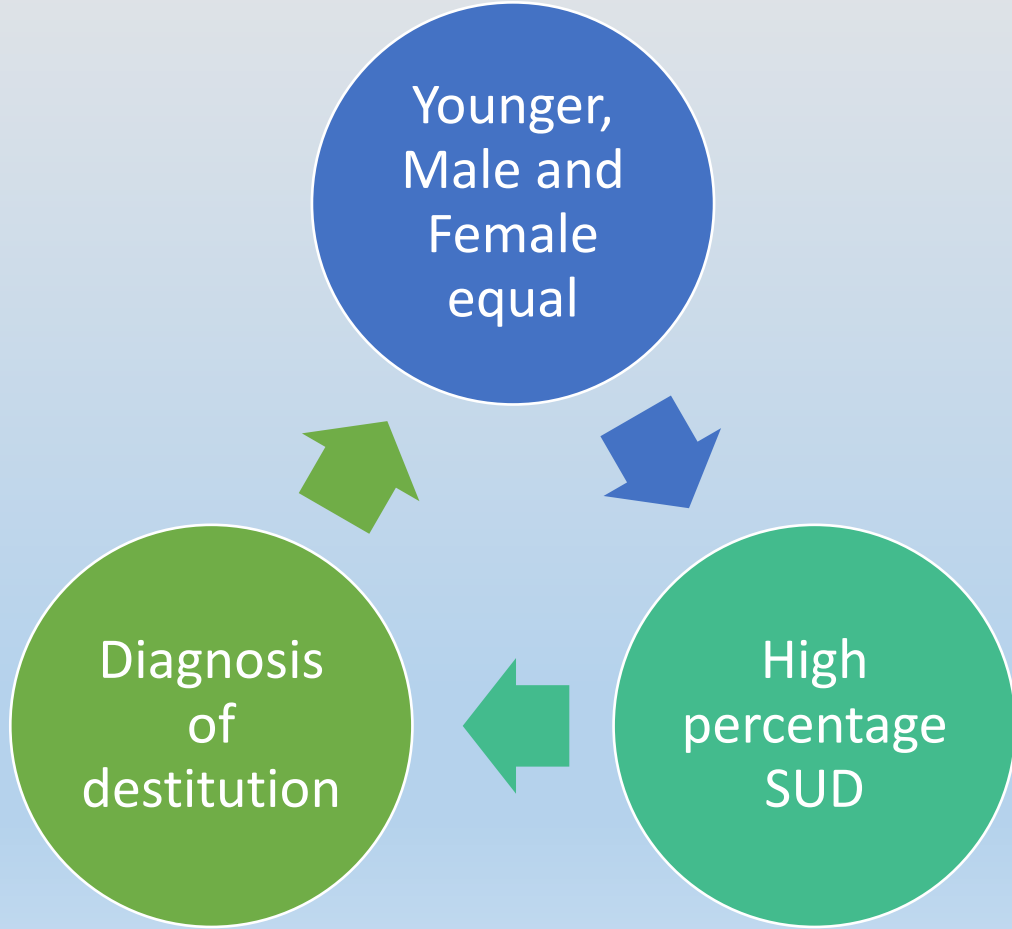 Younger,
Male and
Female
equal
High
percentage
SUD
Diagnosis
of
destitution